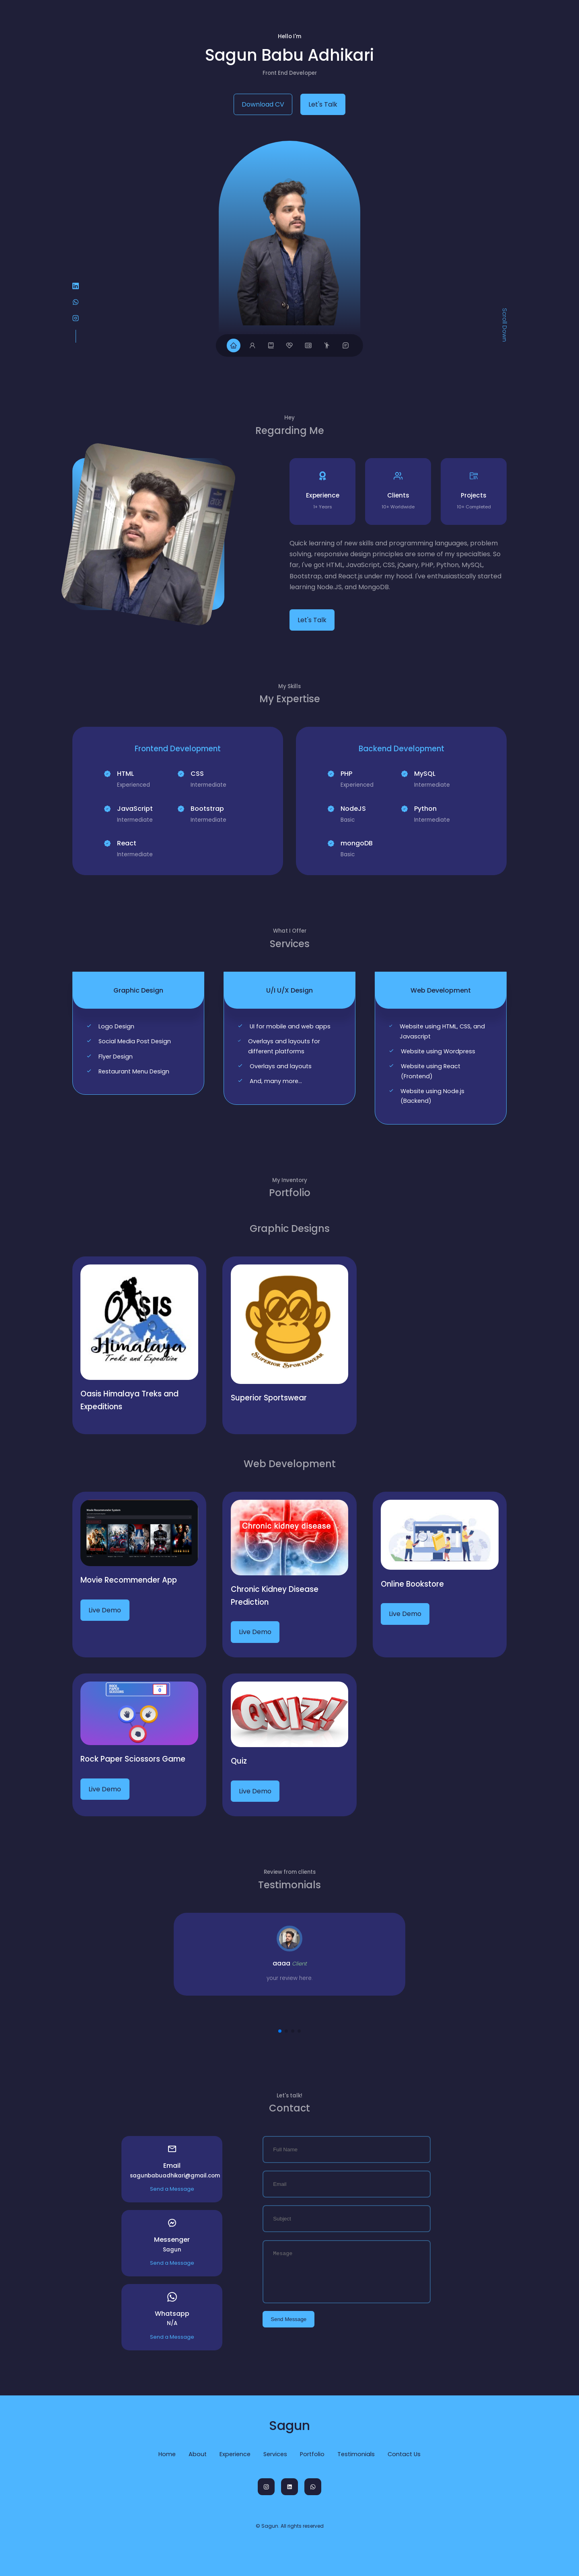 Hello I'm
Sagun Babu Adhikari
Front End Developer
Download CV
Let's Talk
Scroll Down
Hey
Regarding Me
Experience
1+ Years
Clients
10+ Worldwide
Projects
10+ Completed
Quick learning of new skills and programming languages, problem
solving, responsive design principles are some of my specialties. So
far, I've got HTML, JavaScript, CSS, jQuery, PHP, Python, MySQL,
Bootstrap, and React.js under my hood. I've enthusiastically started
learning Node.JS, and MongoDB.
Let's Talk
My Skills
My Expertise
Frontend Development
HTML
Experienced
CSS
Intermediate
JavaScript
Intermediate
Bootstrap
Intermediate
React
Intermediate
Backend Development
PHP
Experienced
MySQL
Intermediate
NodeJS
Basic
Python
Intermediate
mongoDB
Basic
What I Offer
Services
Graphic Design
Logo Design
Social Media Post Design
Flyer Design
Restaurant Menu Design
U/I U/X Design
UI for mobile and web apps
Overlays and layouts for
different platforms
Overlays and layouts
And, many more...
Web Development
Website using HTML, CSS, and
Javascript
Website using Wordpress
Website using React
(Frontend)
Website using Node.js
(Backend)
My Inventory
Portfolio
Graphic Designs
OASIS
Himalaya
Treks and Expedition
Oasis Himalaya Treks and
Expeditions
Superior Sportswear
Superior Sportswear
Web Development
Movie Recommender App
Live Demo
Chronic kidney disease
Chronic Kidney Disease
Prediction
Live Demo
Online Bookstore
Live Demo
ROCK
PAPER
SCISSORS
Rock Paper Sciossors Game
Live Demo
QUIZ!
Quiz
Live Demo
Review from clients
Testimonials
aaaa Client
your review here
Let's talk!
Contact
Email
sagunbabuadhikari@gmail.com
Send a Message
Messenger
Sagun
Send a Message
Whatsapp
N/A
Send a Message
Full Name
Email
Subject
Message
Send Message
Sagun
Home
About
Experience
Services
Portfolio
Testimonials
Contact Us
© Sagun. All rights reserved.